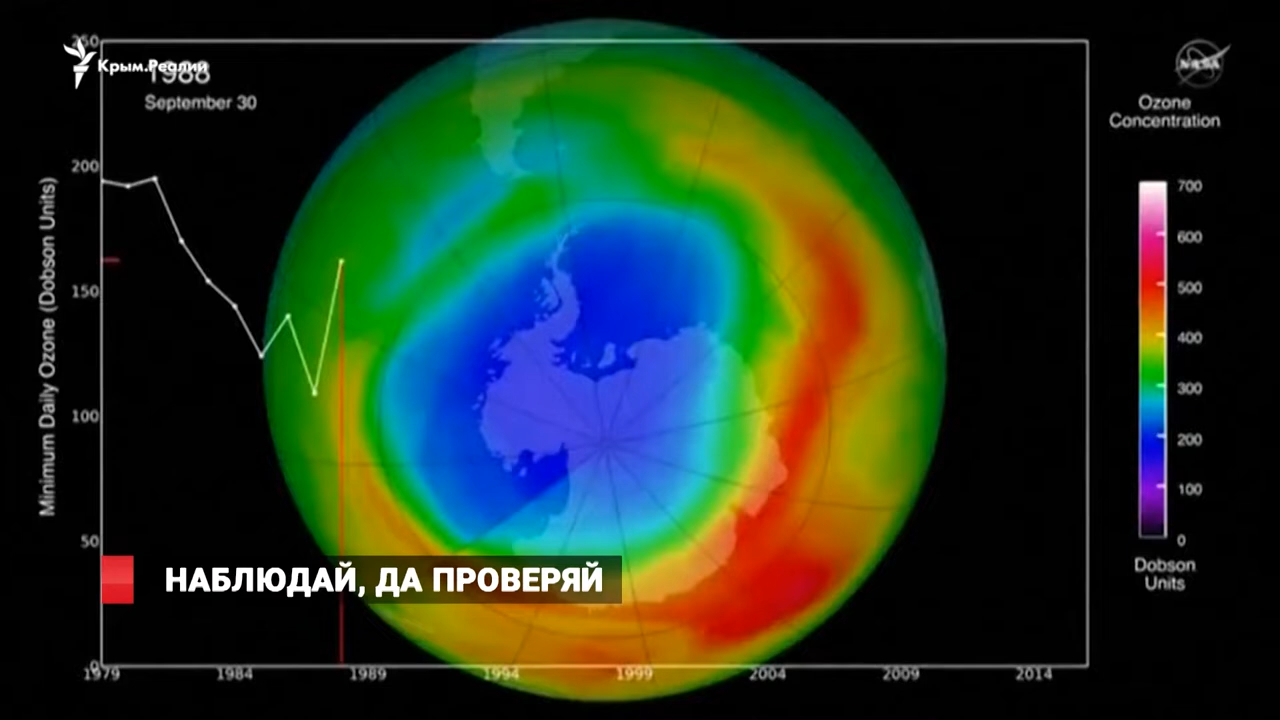 Крым.Реалии
1988
September 30
NASA
Ozone
Concentration
Minimum Daily Ozone (Dobson Units)
250
200
150
100
50
0
1979 1984 1989 1994 1999 2004 2009 2014
700
600
500
400
300
200
100
0
Dobson
Units
НАБЛЮДАЙ, ДА ПРОВЕРЯЙ